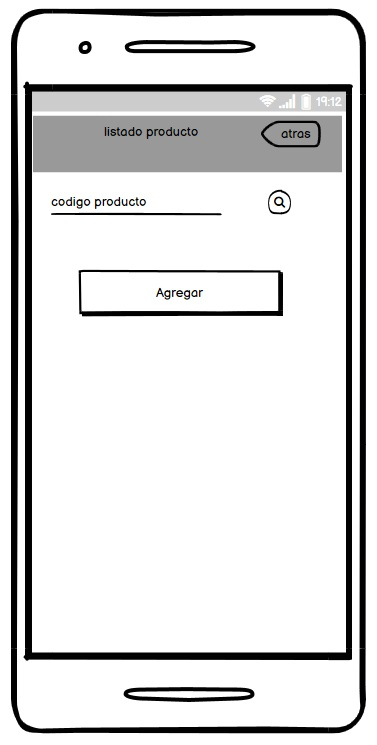 19:12
listado producto
atras
codigo producto
Agregar